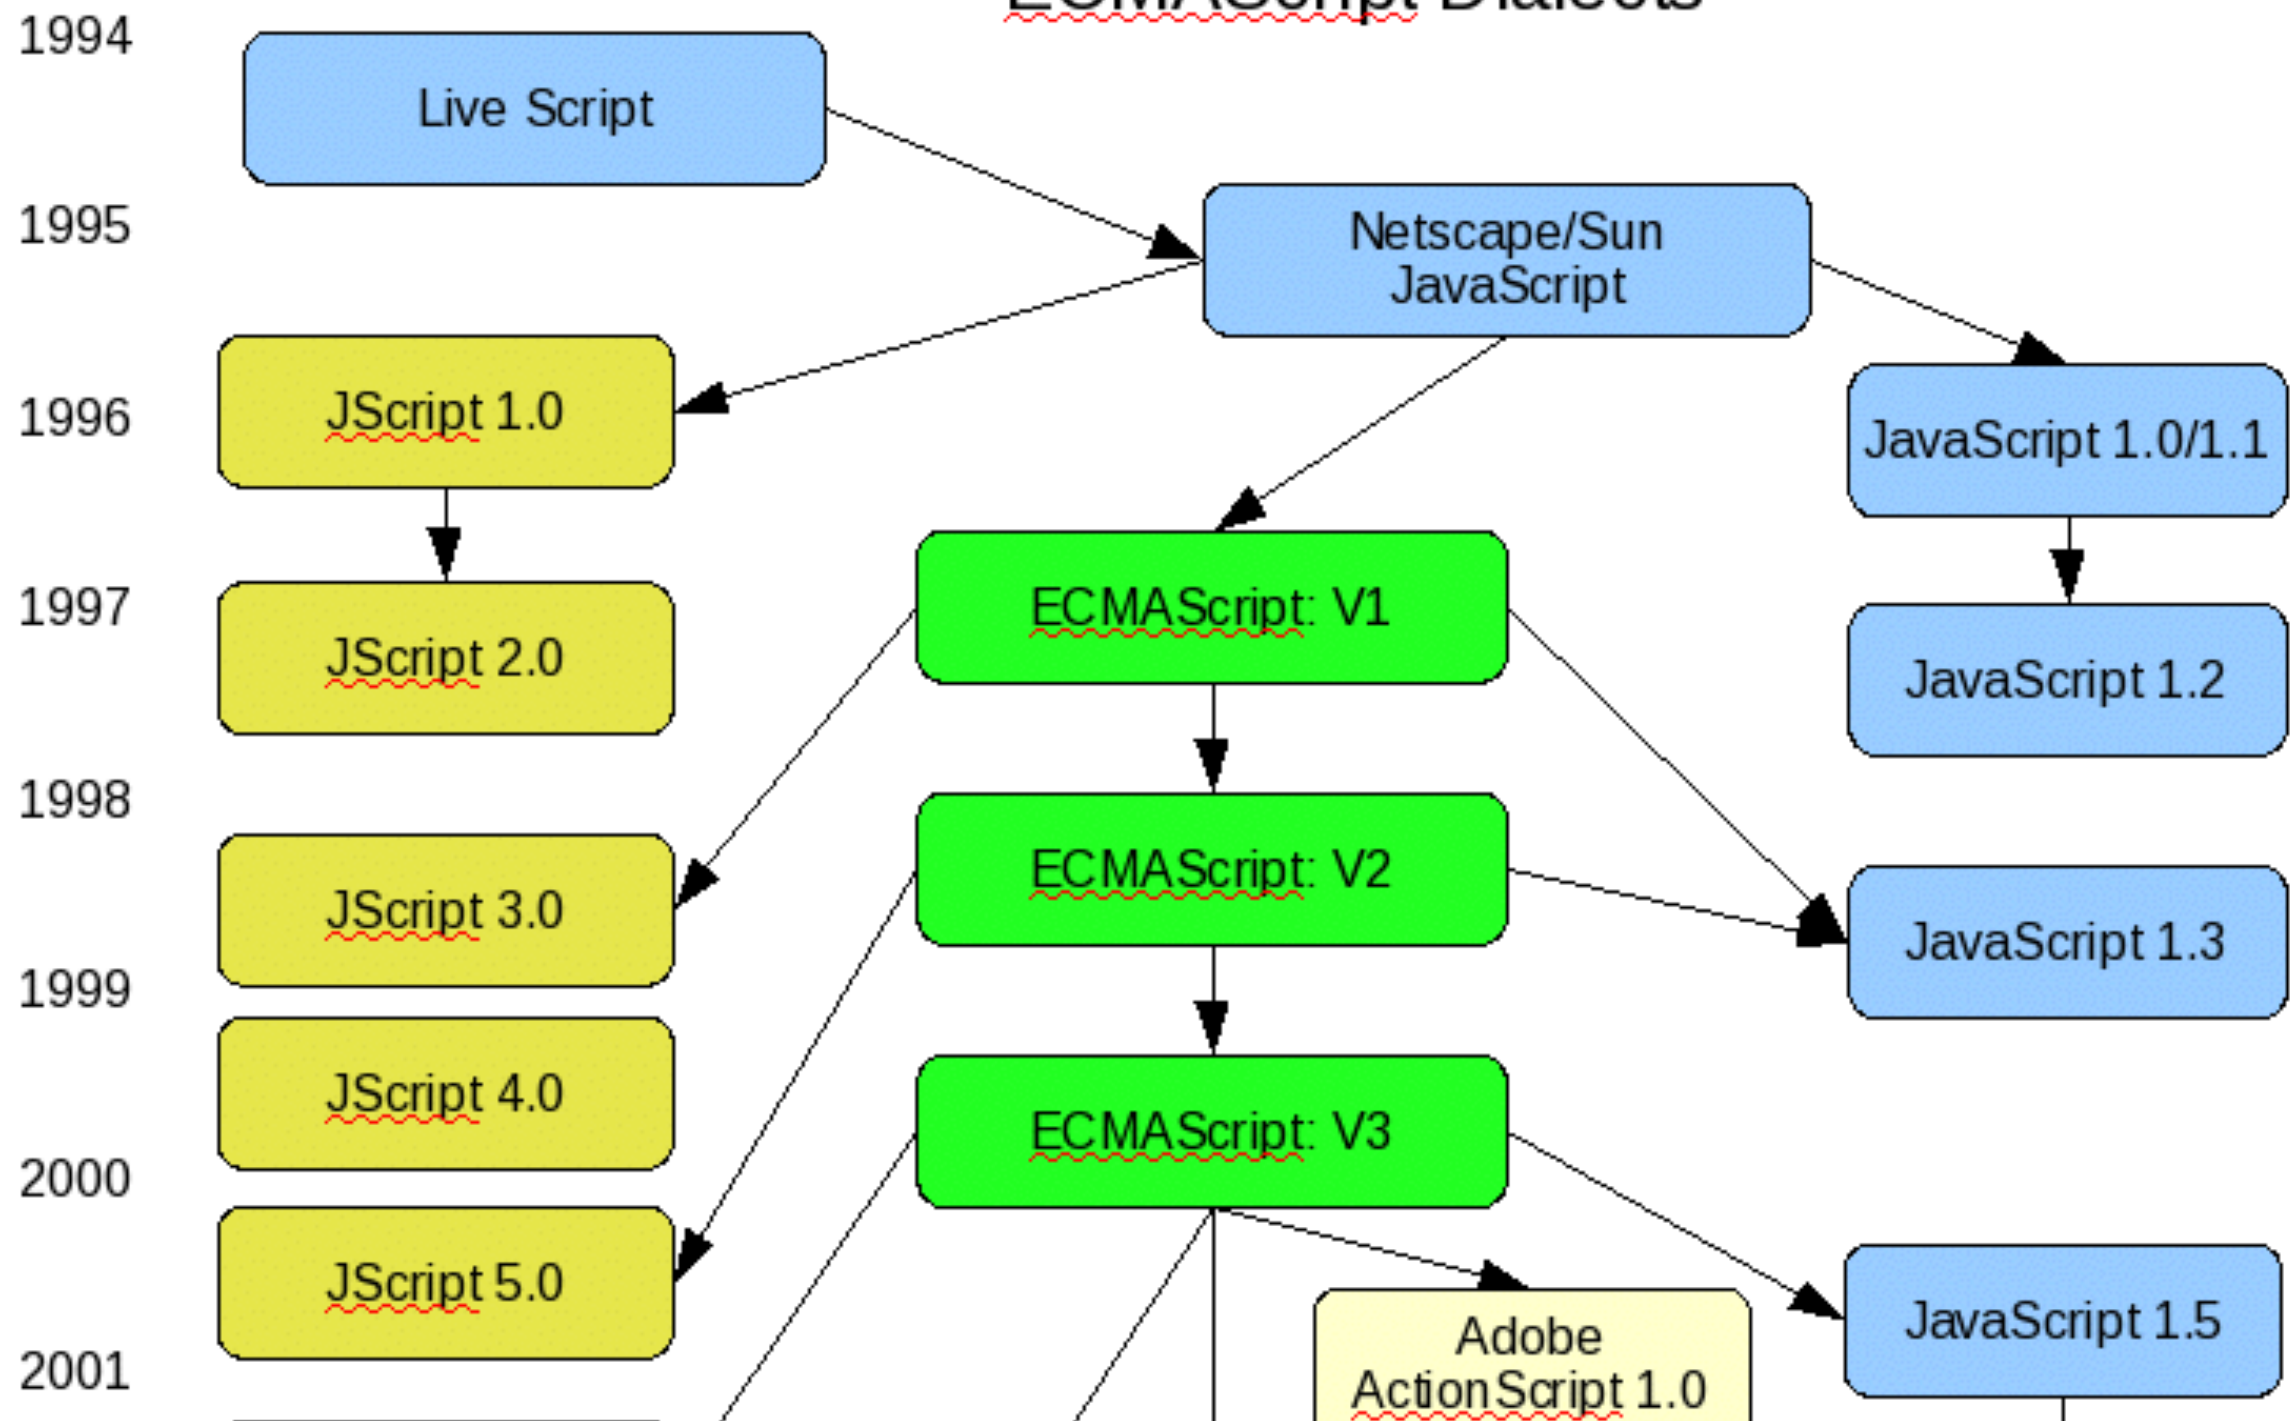 ECMAScript Dialects
1994
Live Script
1995
Netscape/Sun
JavaScript
1996
JScript 1.0
JavaScript 1.0/1.1
1997
ECMAScript: V1
JScript 2.0
JavaScript 1.2
1998
ECMAScript: V2
JScript 3.0
JavaScript 1.3
1999
JScript 4.0
ECMAScript: V3
2000
JScript 5.0
JavaScript 1.5
Adobe
ActionScript 1.0
2001